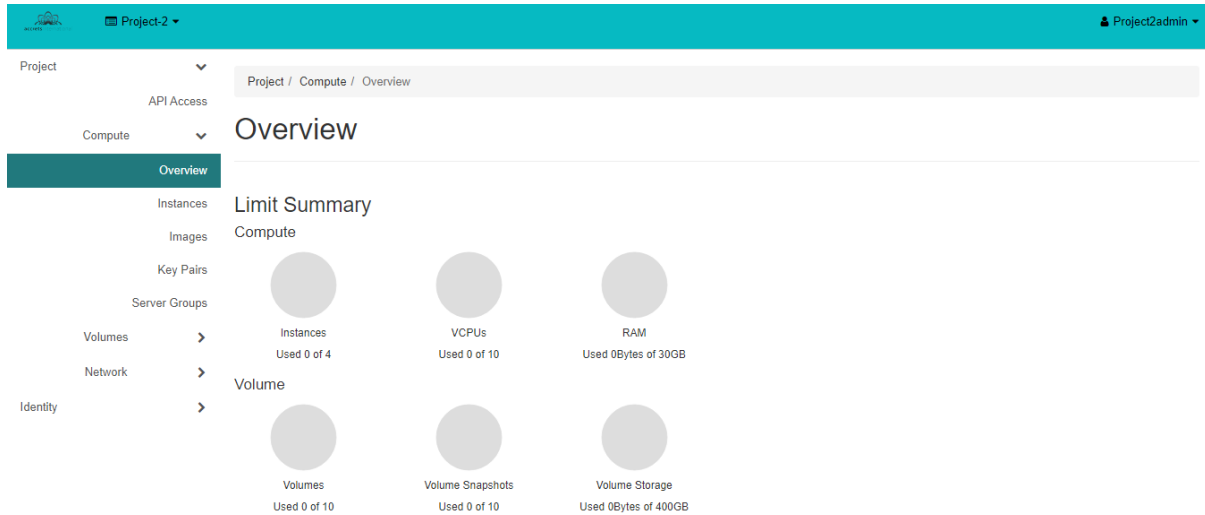 Project-2
Project2admin
Project
API Access
Compute
Overview
Instances
Images
Key Pairs
Server Groups
Volumes
Network
Identity
Project / Compute / Overview
Overview
Limit Summary
Compute
Instances VCPUs RAM
Used 0 of 4 Used 0 of 10 Used 0Bytes of 30GB
Volume
Volumes Volume Snapshots Volume Storage
Used 0 of 10 Used 0 of 10 Used 0Bytes of 400GB